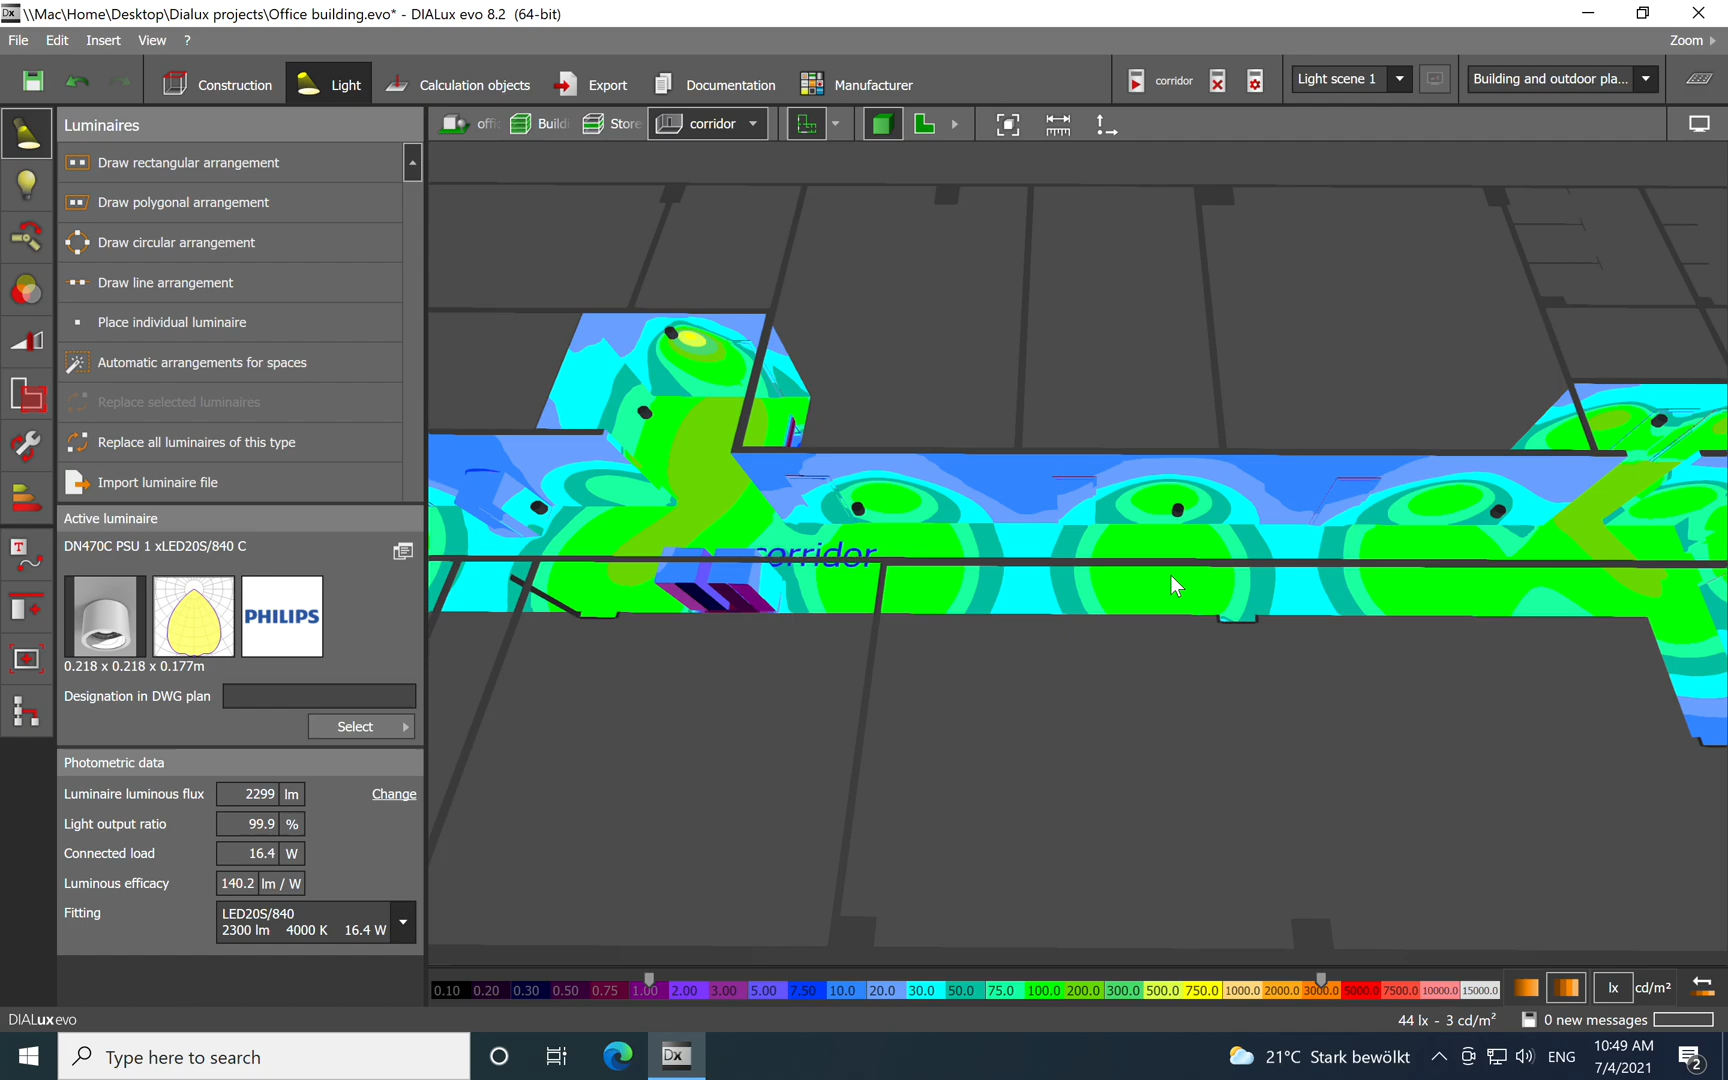 \\Mac\Home\Desktop\Dialux projects\Office building.evo* - DIALux evo 8.2 (64-bit)
File Edit Insert View ? Zoom
Construction Light Calculation objects Export Documentation Manufacturer corridor Light scene 1 Building and outdoor pla...
Luminaires
offi Buildi Store corridor
Draw rectangular arrangement
Draw polygonal arrangement
Draw circular arrangement
Draw line arrangement
Place individual luminaire
Automatic arrangements for spaces
Replace selected luminaires
Replace all luminaires of this type
Import luminaire file
Active luminaire
DN470C PSU 1 xLED20S/840 C
corridor
PHILIPS
0.218 x 0.218 x 0.177m
Designation in DWG plan
Select
Photometric data
Luminaire luminous flux 2299 lm Change
Light output ratio 99.9 %
Connected load 16.4 W
Luminous efficacy 140.2 lm / W
Fitting LED20S/840
2300 lm 4000 K 16.4 W
0.10 0.20 0.30 0.50 0.75 1.00 2.00 3.00 5.00 7.50 10.0 20.0 30.0 50.0 75.0 100.0 200.0 300.0 500.0 750.0 1000.0 2000.0 3000.0 5000.0 7500.0 10000.0 15000.0 lx cd/m²
DIALux evo 44 lx - 3 cd/m² 0 new messages
Type here to search Dx 21°C Stark bewölkt ENG 10:49 AM
7/4/2021 2